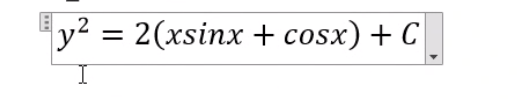 y² = 2(xsinx + cosx) + C